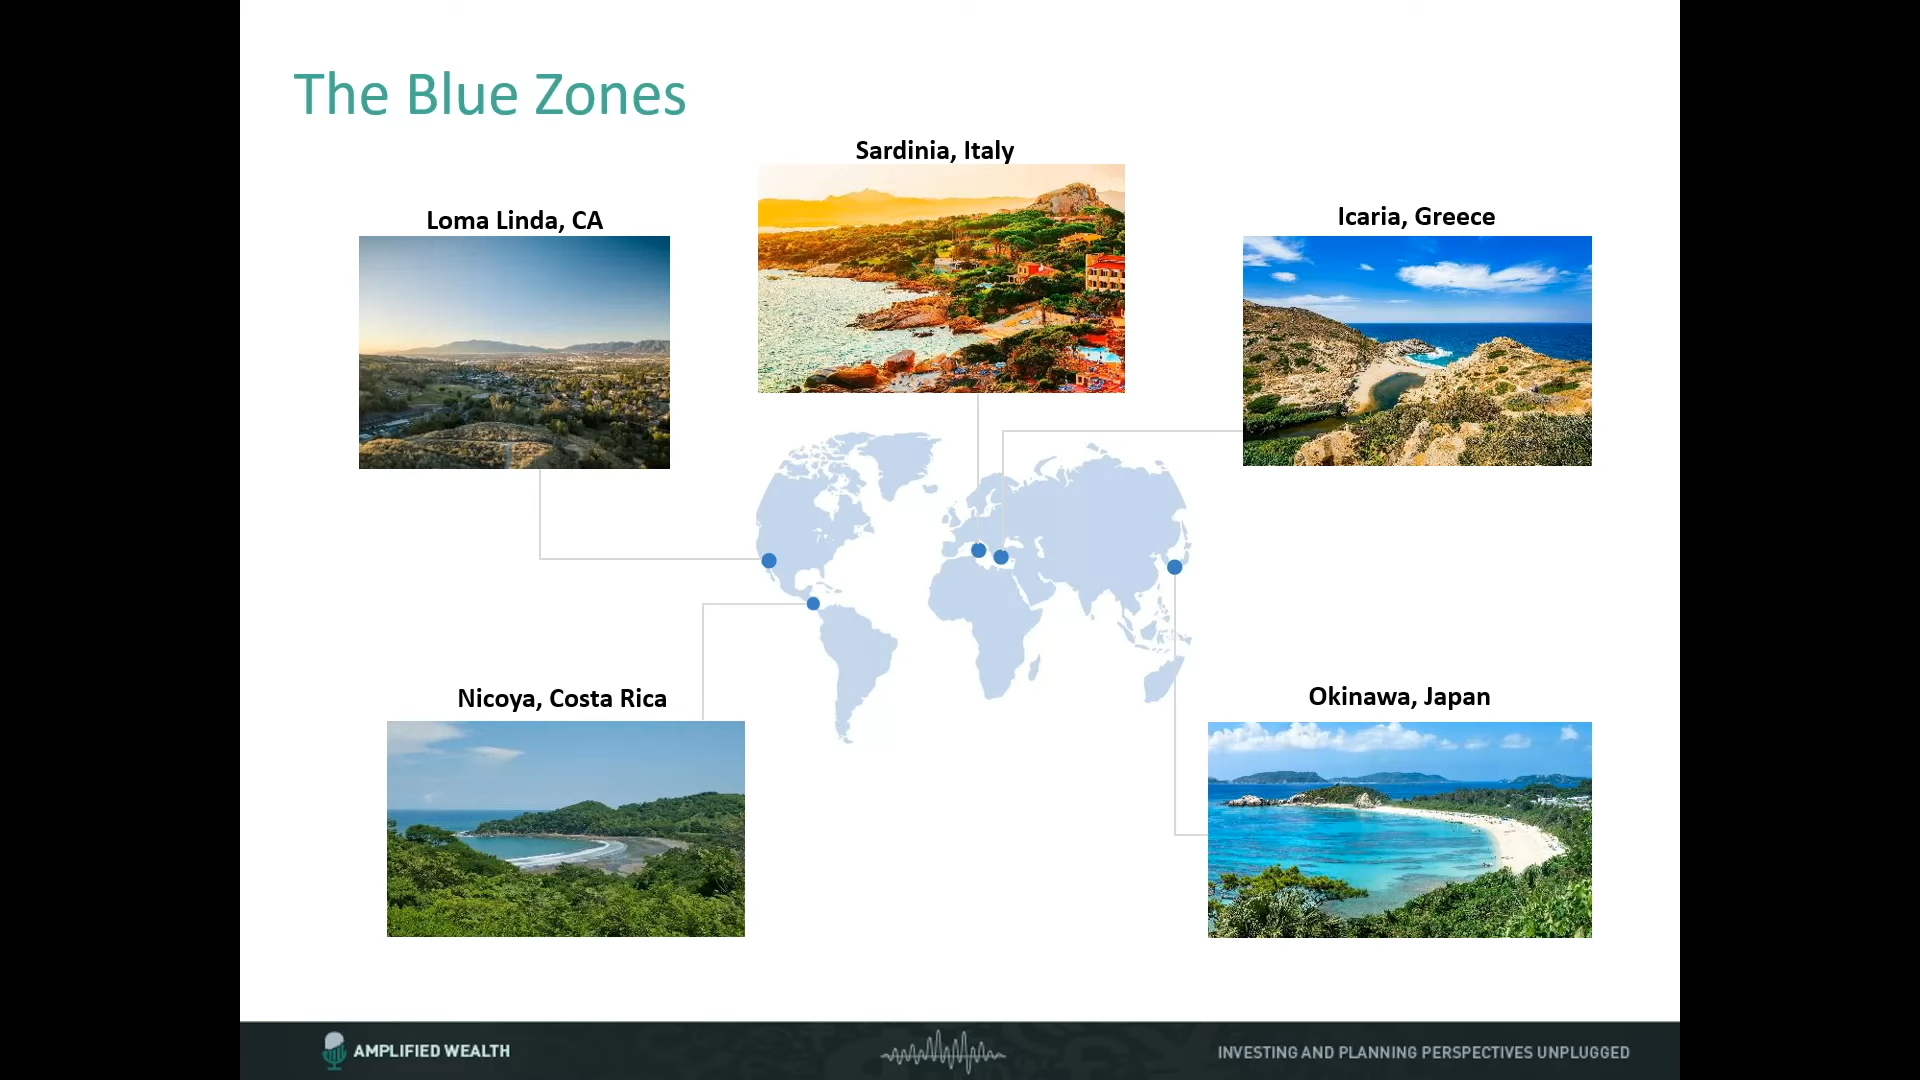 The Blue Zones
Sardinia, Italy
Loma Linda, CA
Icaria, Greece
Nicoya, Costa Rica
Okinawa, Japan
AMPLIFIED WEALTH
INVESTING AND PLANNING PERSPECTIVES UNPLUGGED